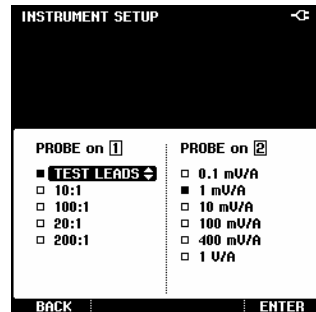 INSTRUMENT SETUP
PROBE on 1
TEST LEADS
10:1
100:1
20:1
200:1
PROBE on 2
0.1 mV/A
1 mV/A
10 mV/A
100 mV/A
400 mV/A
1 V/A
BACK
ENTER